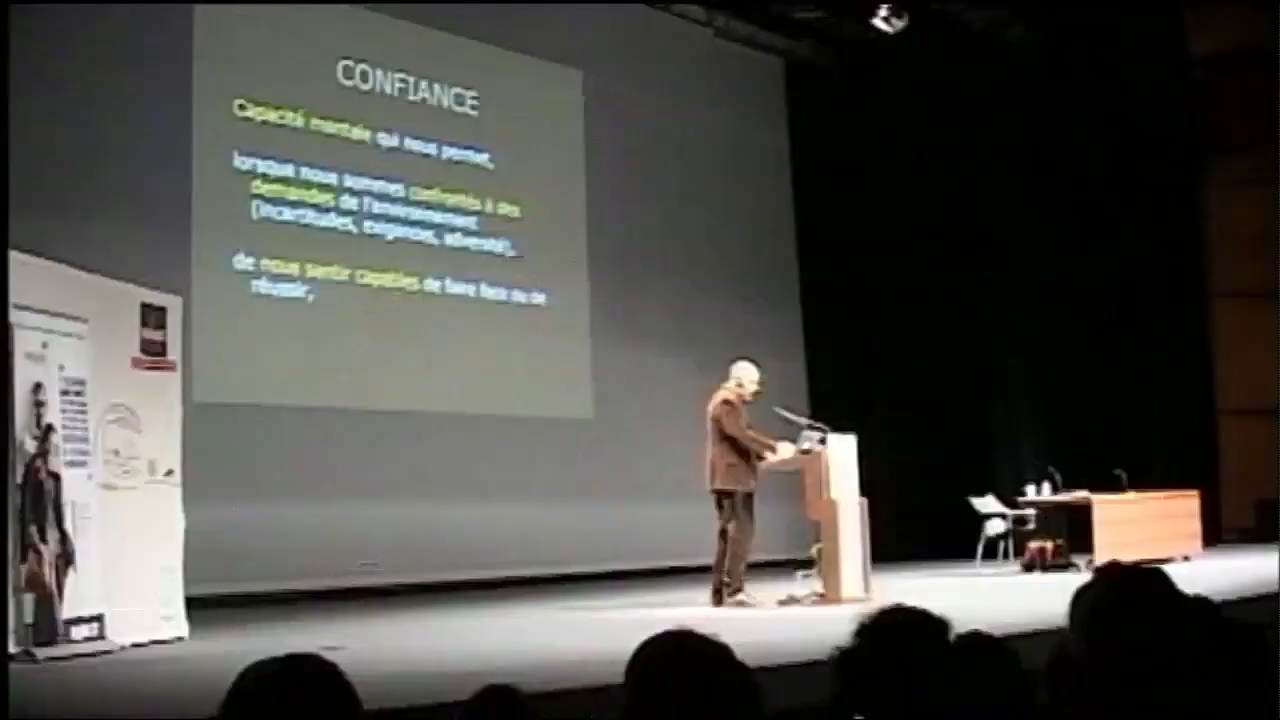 CONFIANCE
Capacité mentale qui nous permet,
lorsque nous sommes confrontés à des
demandes de l'environnement
(incertitudes, exigences, adversité),
de nous sentir capables de faire face ou de
réussir,